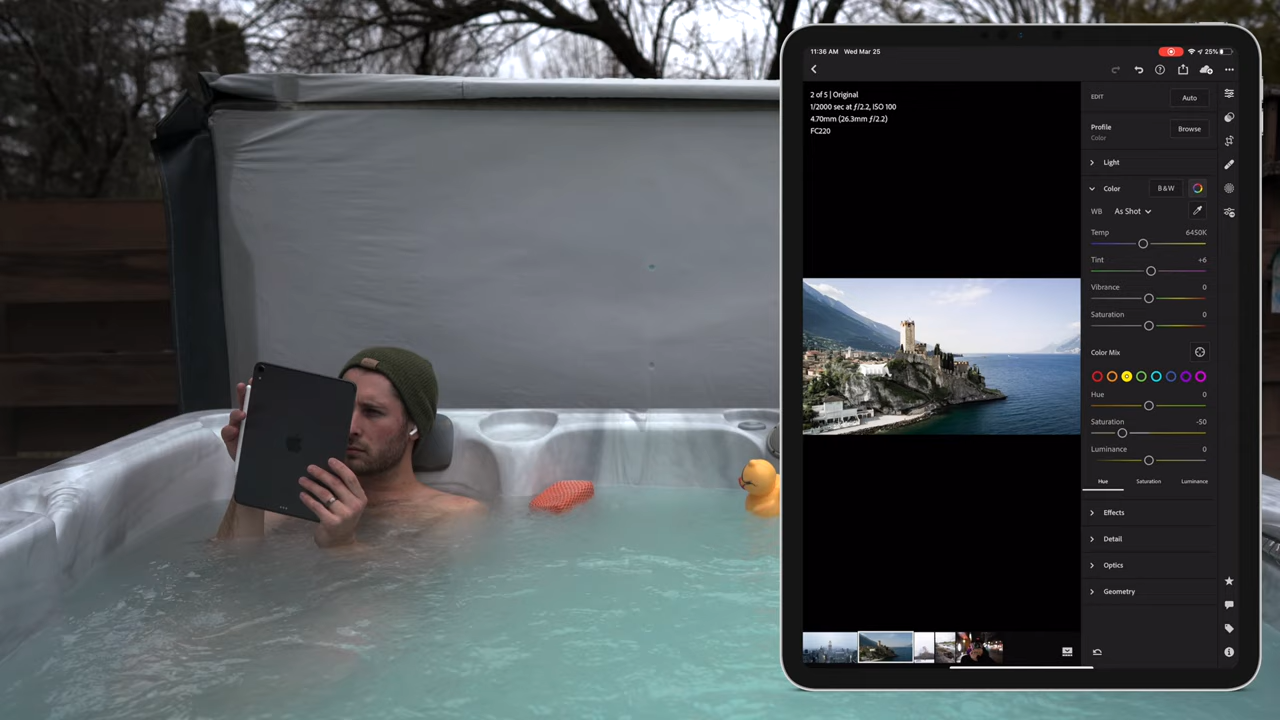 11:36 AM Wed Mar 25
25%
2 of 5 | Original
1/2000 sec at ƒ/2.2, ISO 100
4.70mm (26.3mm ƒ/2.2)
FC220
EDIT
Auto
Profile
Color
Browse
Light
Color
B&W
WB As Shot
Temp 6450K
Tint +6
Vibrance 0
Saturation 0
Color Mix
Hue 0
Saturation -50
Luminance 0
Hue Saturation Luminance
Effects
Detail
Optics
Geometry